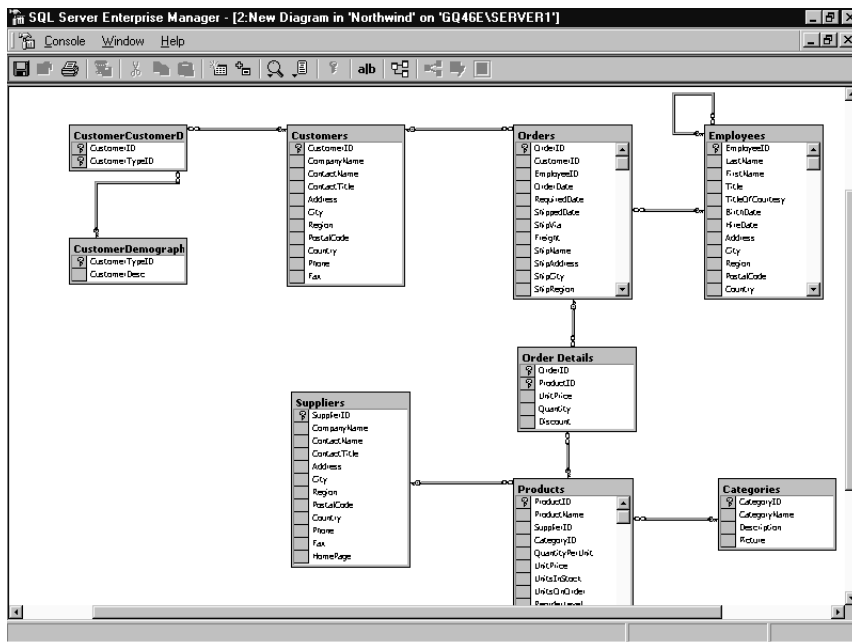 SQL Server Enterprise Manager - [2:New Diagram in 'Northwind' on 'GQ46E\SERVER1']
Console Window Help
a|b
CustomerCustomerD
CustomerID
CustomerTypeID
CustomerDemograph
CustomerTypeID
CustomerDesc
Customers
CustomerID
CompanyName
ContactName
ContactTitle
Address
City
Region
PostalCode
Country
Phone
Fax
Orders
OrderID
CustomerID
EmployeeID
OrderDate
RequiredDate
ShippedDate
ShipVia
Freight
ShipName
ShipAddress
ShipCity
ShipRegion
Employees
EmployeeID
LastName
FirstName
Title
TitleOfCourtesy
BirthDate
HireDate
Address
City
Region
PostalCode
Country
Order Details
OrderID
ProductID
UnitPrice
Quantity
Discount
Suppliers
SupplierID
CompanyName
ContactName
ContactTitle
Address
City
Region
PostalCode
Country
Phone
Fax
HomePage
Products
ProductID
ProductName
SupplierID
CategoryID
QuantityPerUnit
UnitPrice
UnitsInStock
UnitsOnOrder
ReorderLevel
Categories
CategoryID
CategoryName
Description
Picture